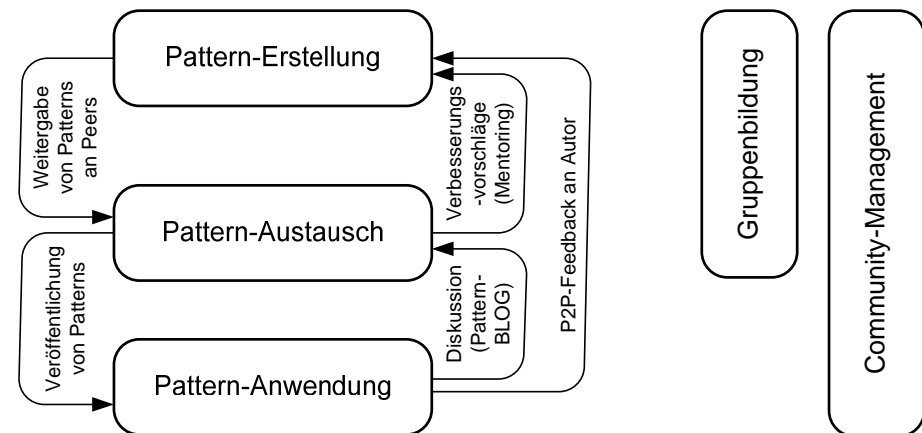 Pattern-Erstellung
Weitergabe
von Patterns
an Peers
Verbesserungs
-vorschläge
(Mentoring)
Pattern-Austausch
Veröffentlichung
von Patterns
Diskussion
(Pattern-
BLOG)
P2P-Feedback an Autor
Pattern-Anwendung
Gruppenbildung
Community-Management